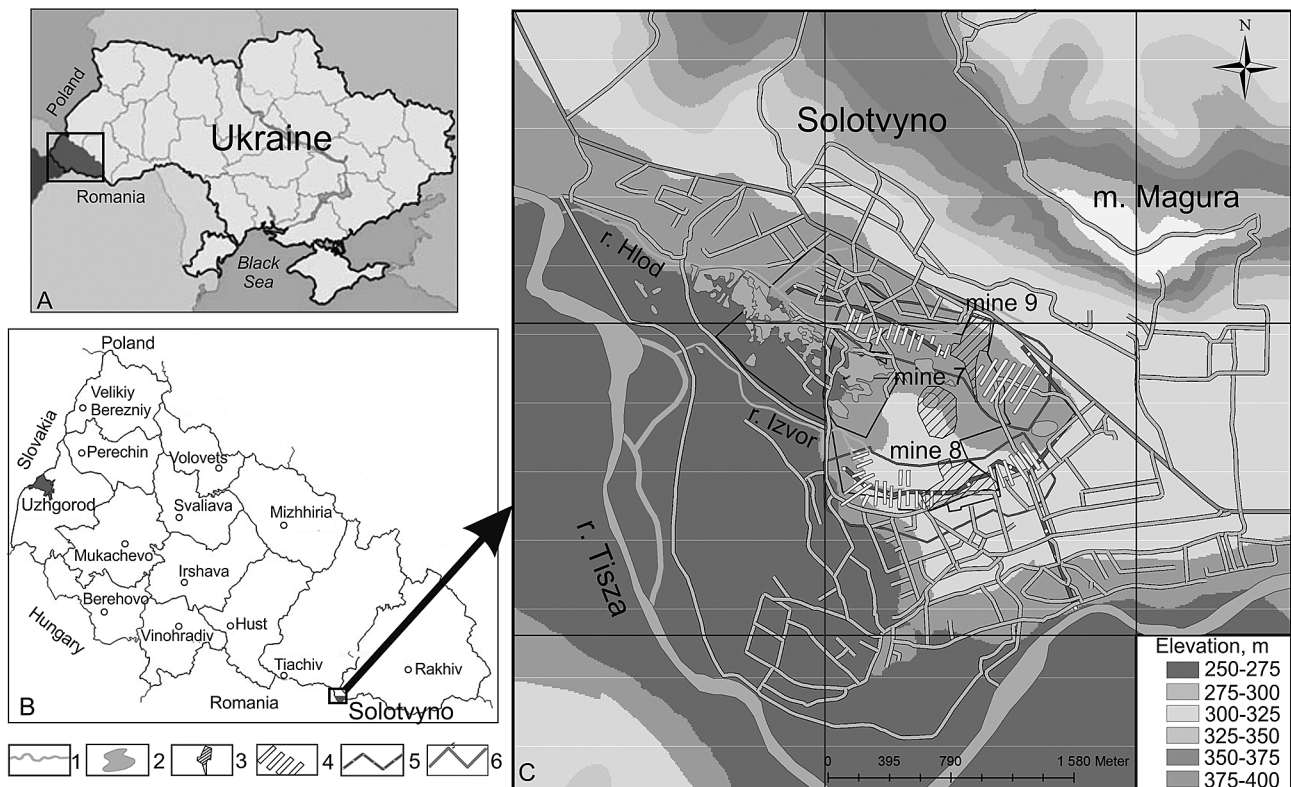 Poland
Ukraine
Romania
Black
Sea
A
Poland
Velikiy
Berezniy
Slovakia
Perechin
Volovets
Uzhgorod
Svaliava
Mizhhiria
Mukachevo
Irshava
Berehovo
Hungary
Vinohradiv
Hust
Tiachiv
Rakhiv
Romania
Solotvyno
B
1
2
3
4
5
6
N
Solotvyno
m. Magura
r. Hlod
mine 9
mine 7
r. Izvor
mine 8
r. Tisza
C
0 395 790 1 580 Meter
Elevation, m
250-275
275-300
300-325
325-350
350-375
375-400